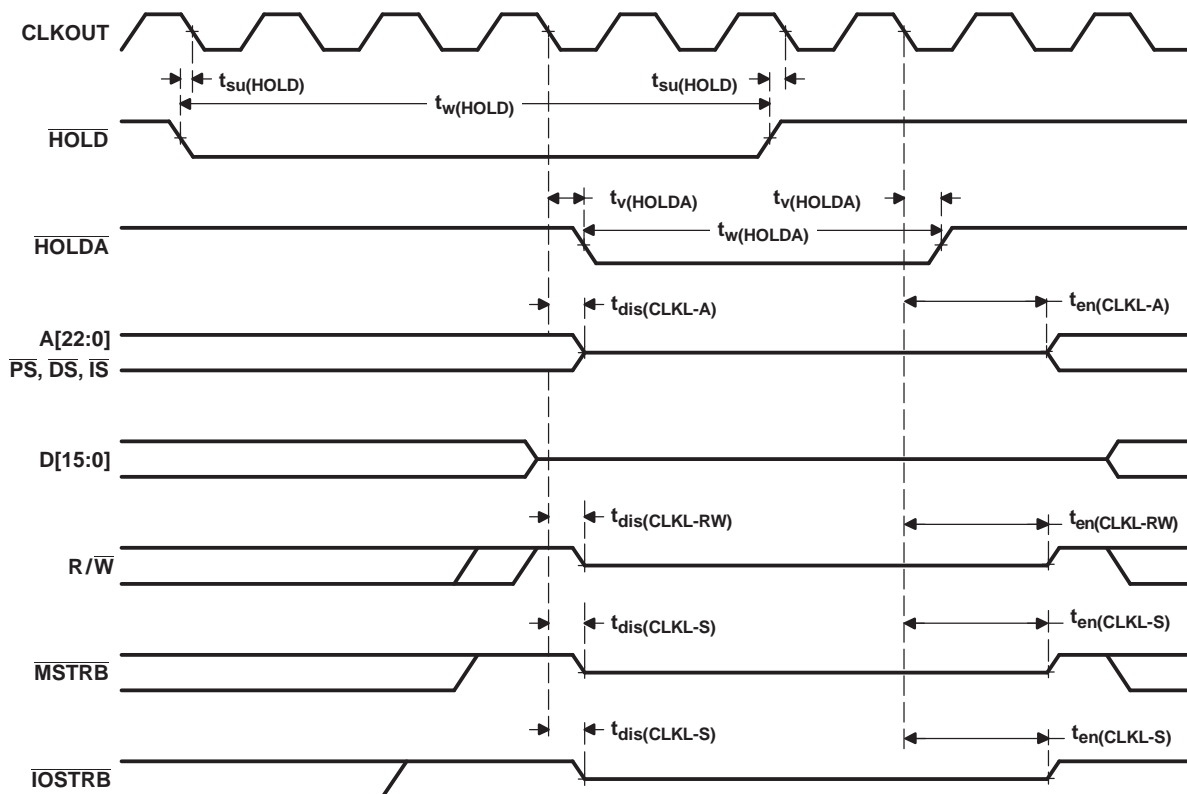 CLKOUT
tsu(HOLD)
tsu(HOLD)
tw(HOLD)
HOLD
tv(HOLDA)
tv(HOLDA)
tw(HOLDA)
HOLDA
tdis(CLKL-A)
ten(CLKL-A)
A[22:0]
PS, DS, IS
D[15:0]
tdis(CLKL-RW)
ten(CLKL-RW)
R/W
tdis(CLKL-S)
ten(CLKL-S)
MSTRB
tdis(CLKL-S)
ten(CLKL-S)
IOSTRB